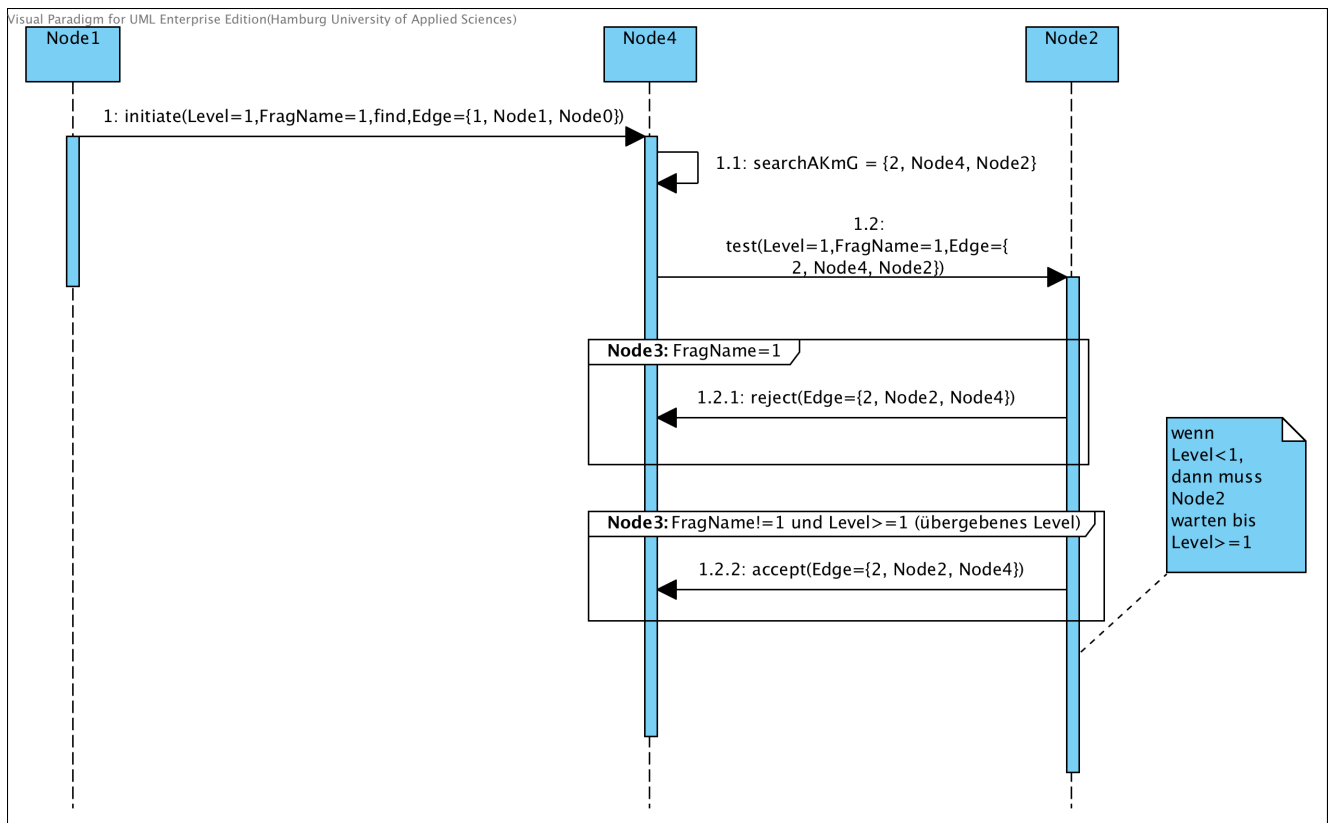 Visual Paradigm for UML Enterprise Edition(Hamburg University of Applied Sciences)
Node1
Node4
Node2
1: initiate(Level=1,FragName=1,find,Edge={1, Node1, Node0})
1.1: searchAKmG = {2, Node4, Node2}
1.2:
test(Level=1,FragName=1,Edge={
2, Node4, Node2})
Node3: FragName=1
1.2.1: reject(Edge={2, Node2, Node4})
wenn
Level<1,
dann muss
Node2
warten bis
Level>=1
Node3: FragName!=1 und Level>=1 (übergebenes Level)
1.2.2: accept(Edge={2, Node2, Node4})